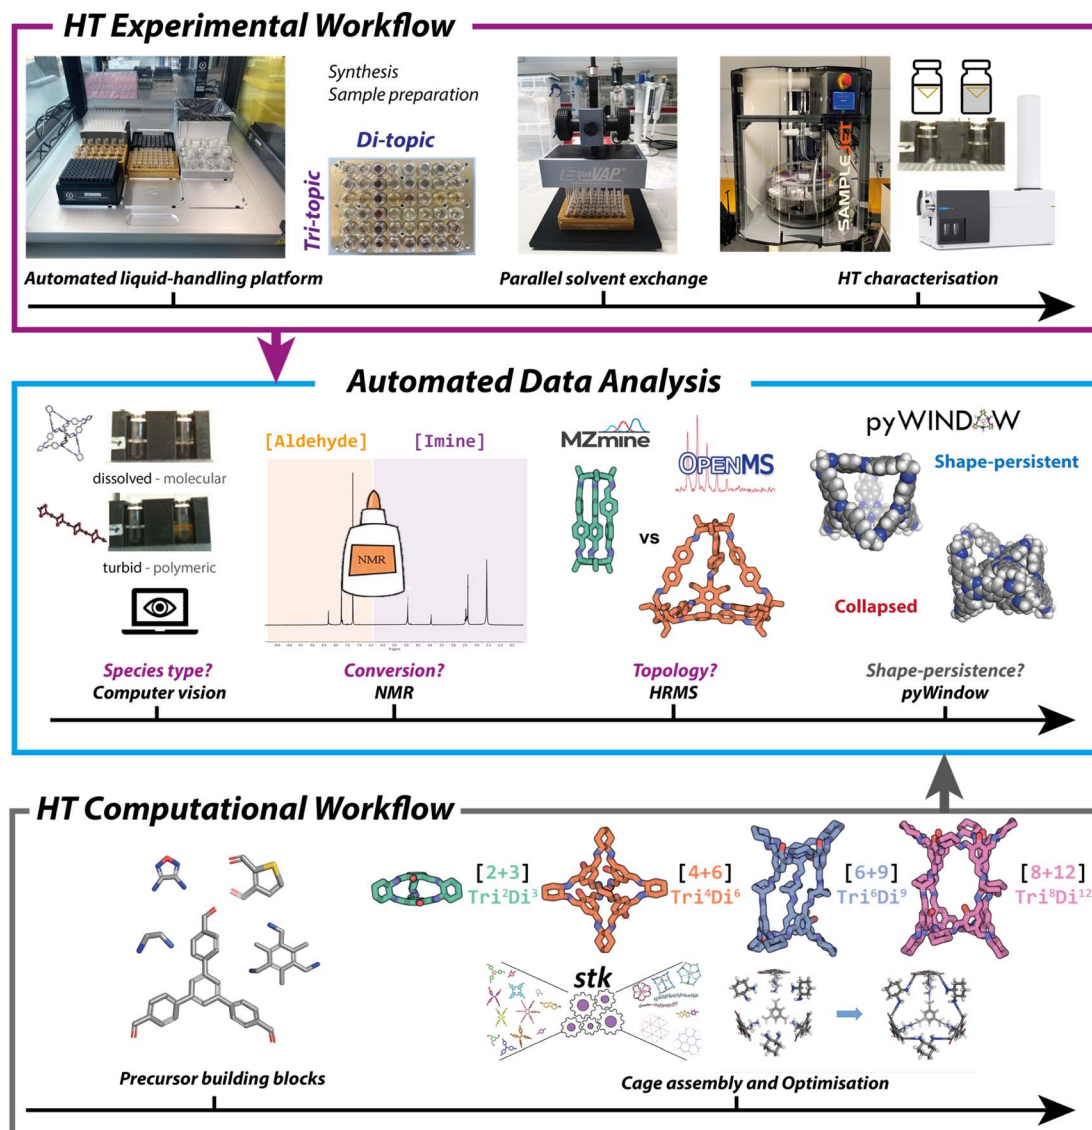 HT Experimental Workflow
Synthesis
Sample preparation
Di-topic
Tri-topic
EquiVAP®
SAMPLEJET
Automated liquid-handling platform
Parallel solvent exchange
HT characterisation
Automated Data Analysis
dissolved - molecular
turbid - polymeric
[Aldehyde]
[Imine]
NMR
MZmine
OPENMS
vs
pyWINDOW
Shape-persistent
Collapsed
Species type?
Computer vision
Conversion?
NMR
Topology?
HRMS
Shape-persistence?
pyWindow
HT Computational Workflow
[2+3]
Tri²Di³
[4+6]
Tri⁴Di⁶
[6+9]
Tri⁶Di⁹
[8+12]
Tri⁸Di¹²
stk
Precursor building blocks
Cage assembly and Optimisation